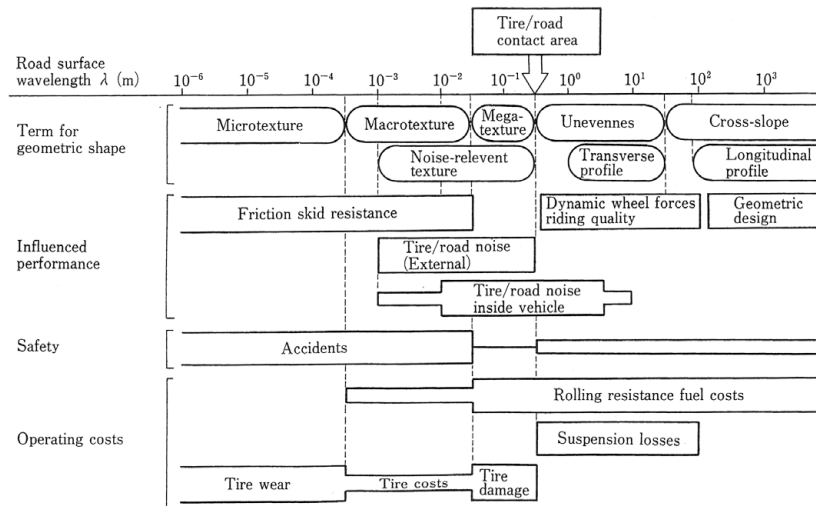 Tire/road
contact area
Road surface
wavelength λ (m)
10⁻⁶ 10⁻⁵ 10⁻⁴ 10⁻³ 10⁻² 10⁻¹ 10⁰ 10¹ 10² 10³
Term for
geometric shape
Microtexture
Macrotexture
Mega-
texture
Unevennes
Cross-slope
Noise-relevent
texture
Transverse
profile
Longitudinal
profile
Influenced
performance
Friction skid resistance
Dynamic wheel forces
riding quality
Geometric
design
Tire/road noise
(External)
Tire/road noise
inside vehicle
Safety
Accidents
Operating costs
Rolling resistance fuel costs
Suspension losses
Tire wear
Tire costs
Tire
damage